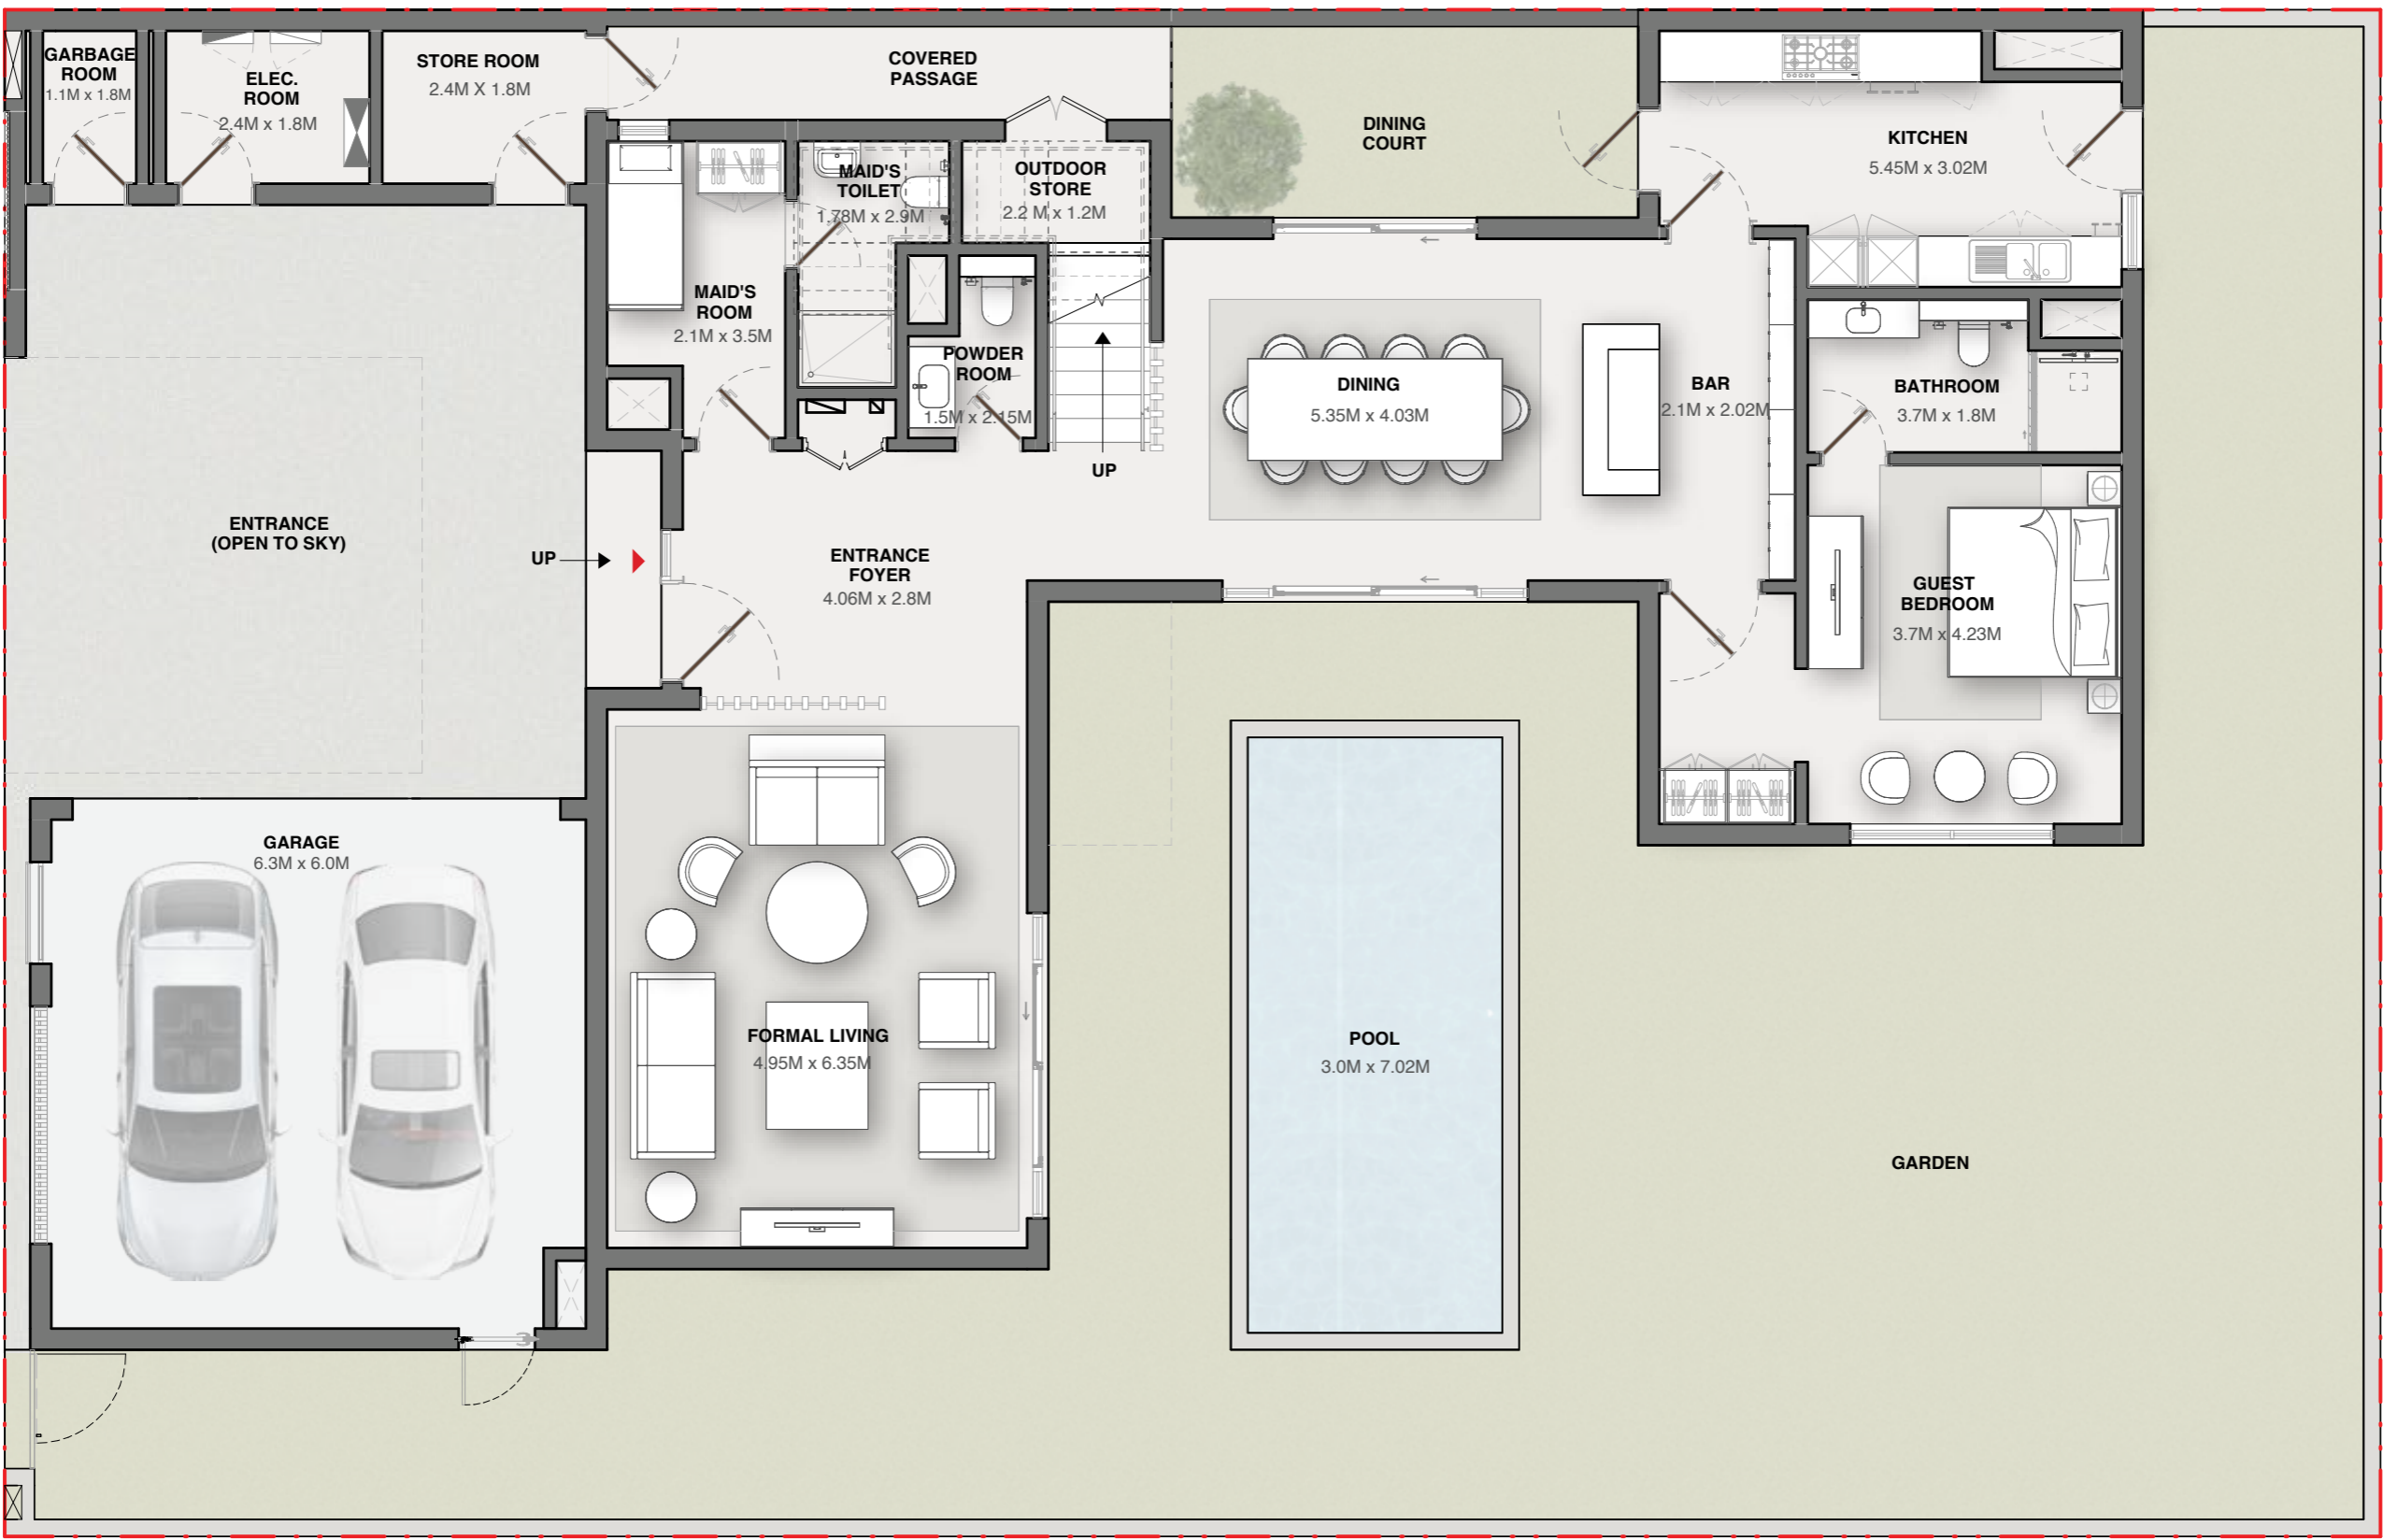 GARBAGE
ROOM
1.1M x 1.8M
ELEC.
ROOM
2.4M x 1.8M
STORE ROOM
2.4M X 1.8M
COVERED
PASSAGE
DINING
COURT
KITCHEN
5.45M x 3.02M
MAID'S
TOILET
1.78M x 2.9M
OUTDOOR
STORE
2.2 M x 1.2M
MAID'S
ROOM
2.1M x 3.5M
POWDER
ROOM
1.5M x 2.15M
UP
DINING
5.35M x 4.03M
BAR
2.1M x 2.02M
BATHROOM
3.7M x 1.8M
ENTRANCE
(OPEN TO SKY)
UP
ENTRANCE
FOYER
4.06M x 2.8M
GUEST
BEDROOM
3.7M x 4.23M
GARAGE
6.3M x 6.0M
FORMAL LIVING
4.95M x 6.35M
POOL
3.0M x 7.02M
GARDEN
3